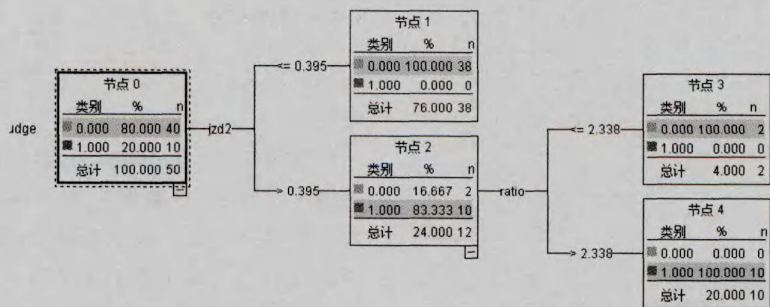 节点 0
类别 % n
0.000 80.000 40
1.000 20.000 10
总计 100.000 50
udge
jzd2
<= 0.395
> 0.395
节点 1
类别 % n
0.000 100.000 38
1.000 0.000 0
总计 76.000 38
节点 2
类别 % n
0.000 16.667 2
1.000 83.333 10
总计 24.000 12
ratio
<= 2.338
> 2.338
节点 3
类别 % n
0.000 100.000 2
1.000 0.000 0
总计 4.000 2
节点 4
类别 % n
0.000 0.000 0
1.000 100.000 10
总计 20.000 10